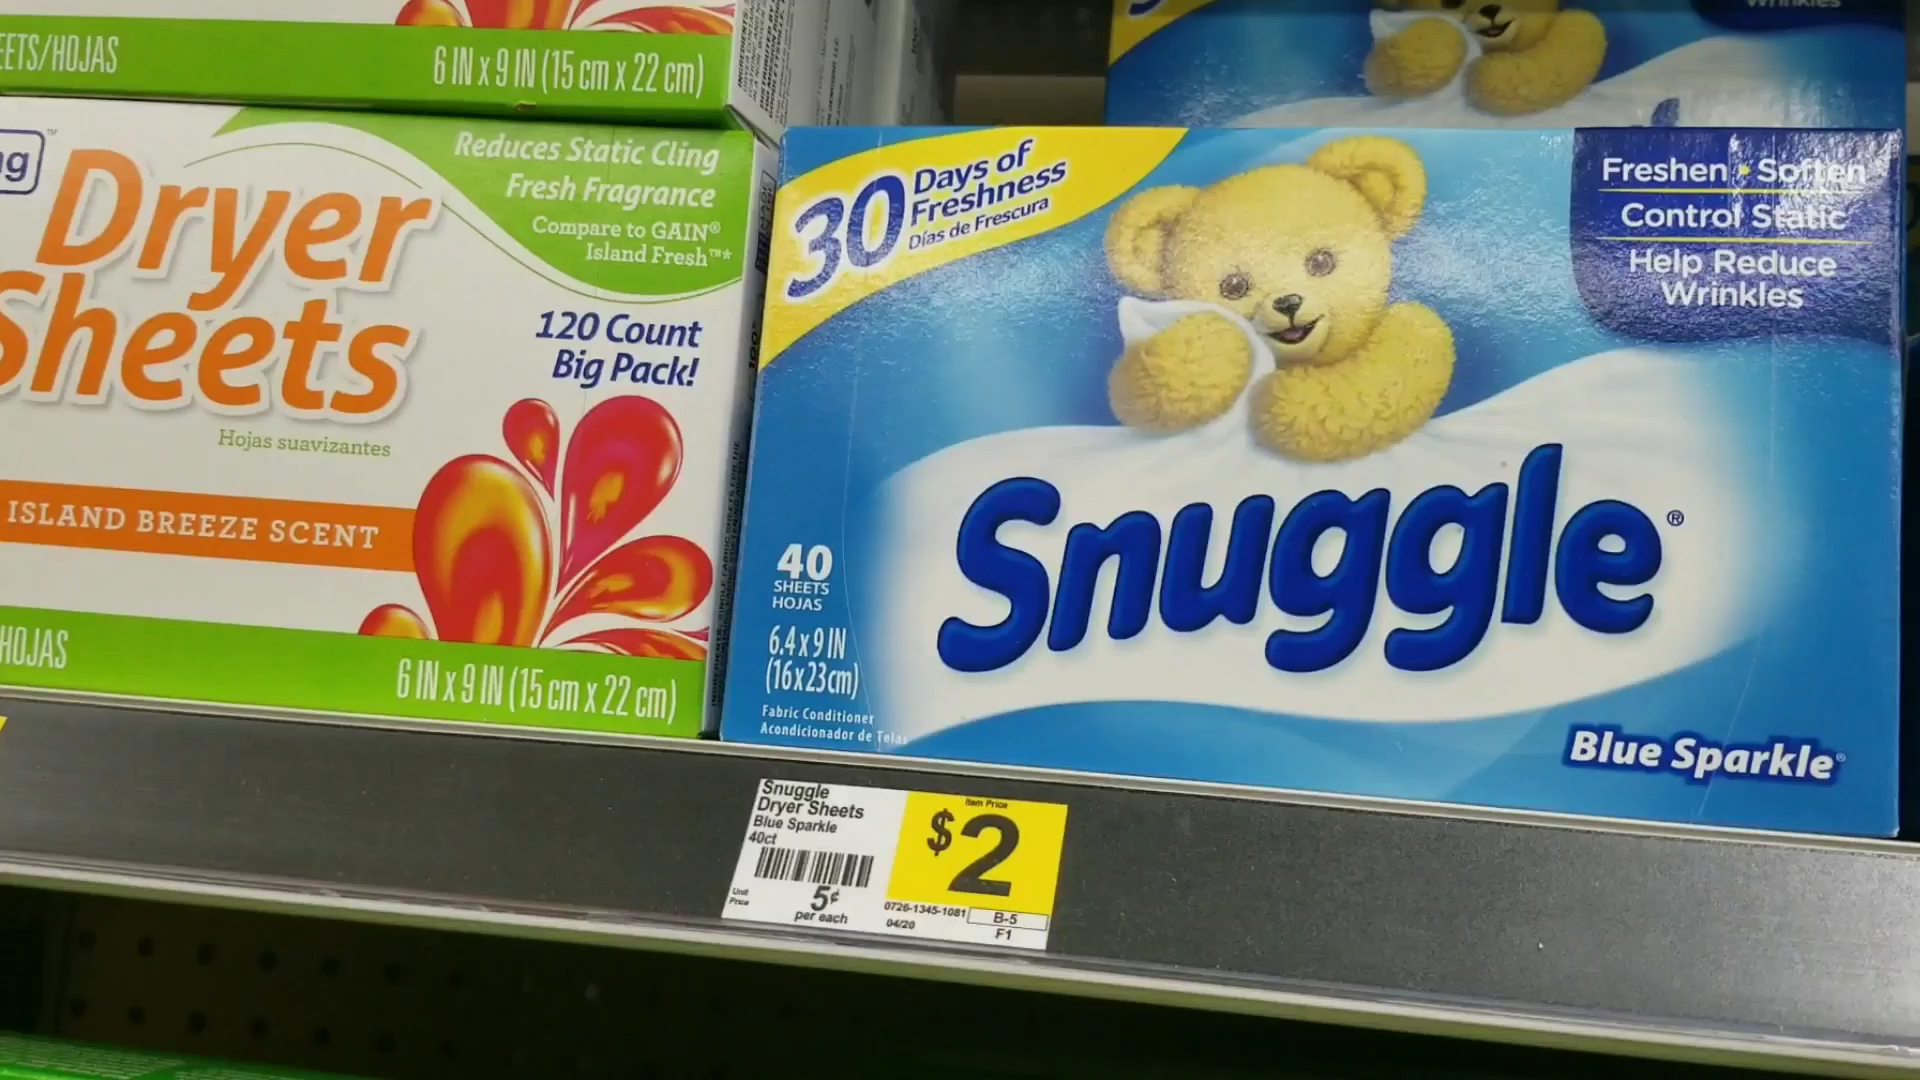 EETS/HOJAS
6 IN x 9 IN (15 cm x 22 cm)
Wrinkles
ng™
Dryer
Sheets
Hojas suavizantes
Reduces Static Cling
Fresh Fragrance
Compare to GAIN®
Island Fresh™*
120 Count
Big Pack!
ISLAND BREEZE SCENT
HOJAS
6 IN x 9 IN (15 cm x 22 cm)
30 Days of
Freshness
Días de Frescura
Freshen • Soften
Control Static
Help Reduce
Wrinkles
Snuggle®
40
SHEETS
HOJAS
6.4 x 9 IN
(16x23cm)
Fabric Conditioner
Acondicionador de Telas
Blue Sparkle®
Snuggle
Dryer Sheets
Blue Sparkle
40ct
Unit
Price
5¢
per each
Item Price
$2
0726-1345-1081
04/20
B-5
F1